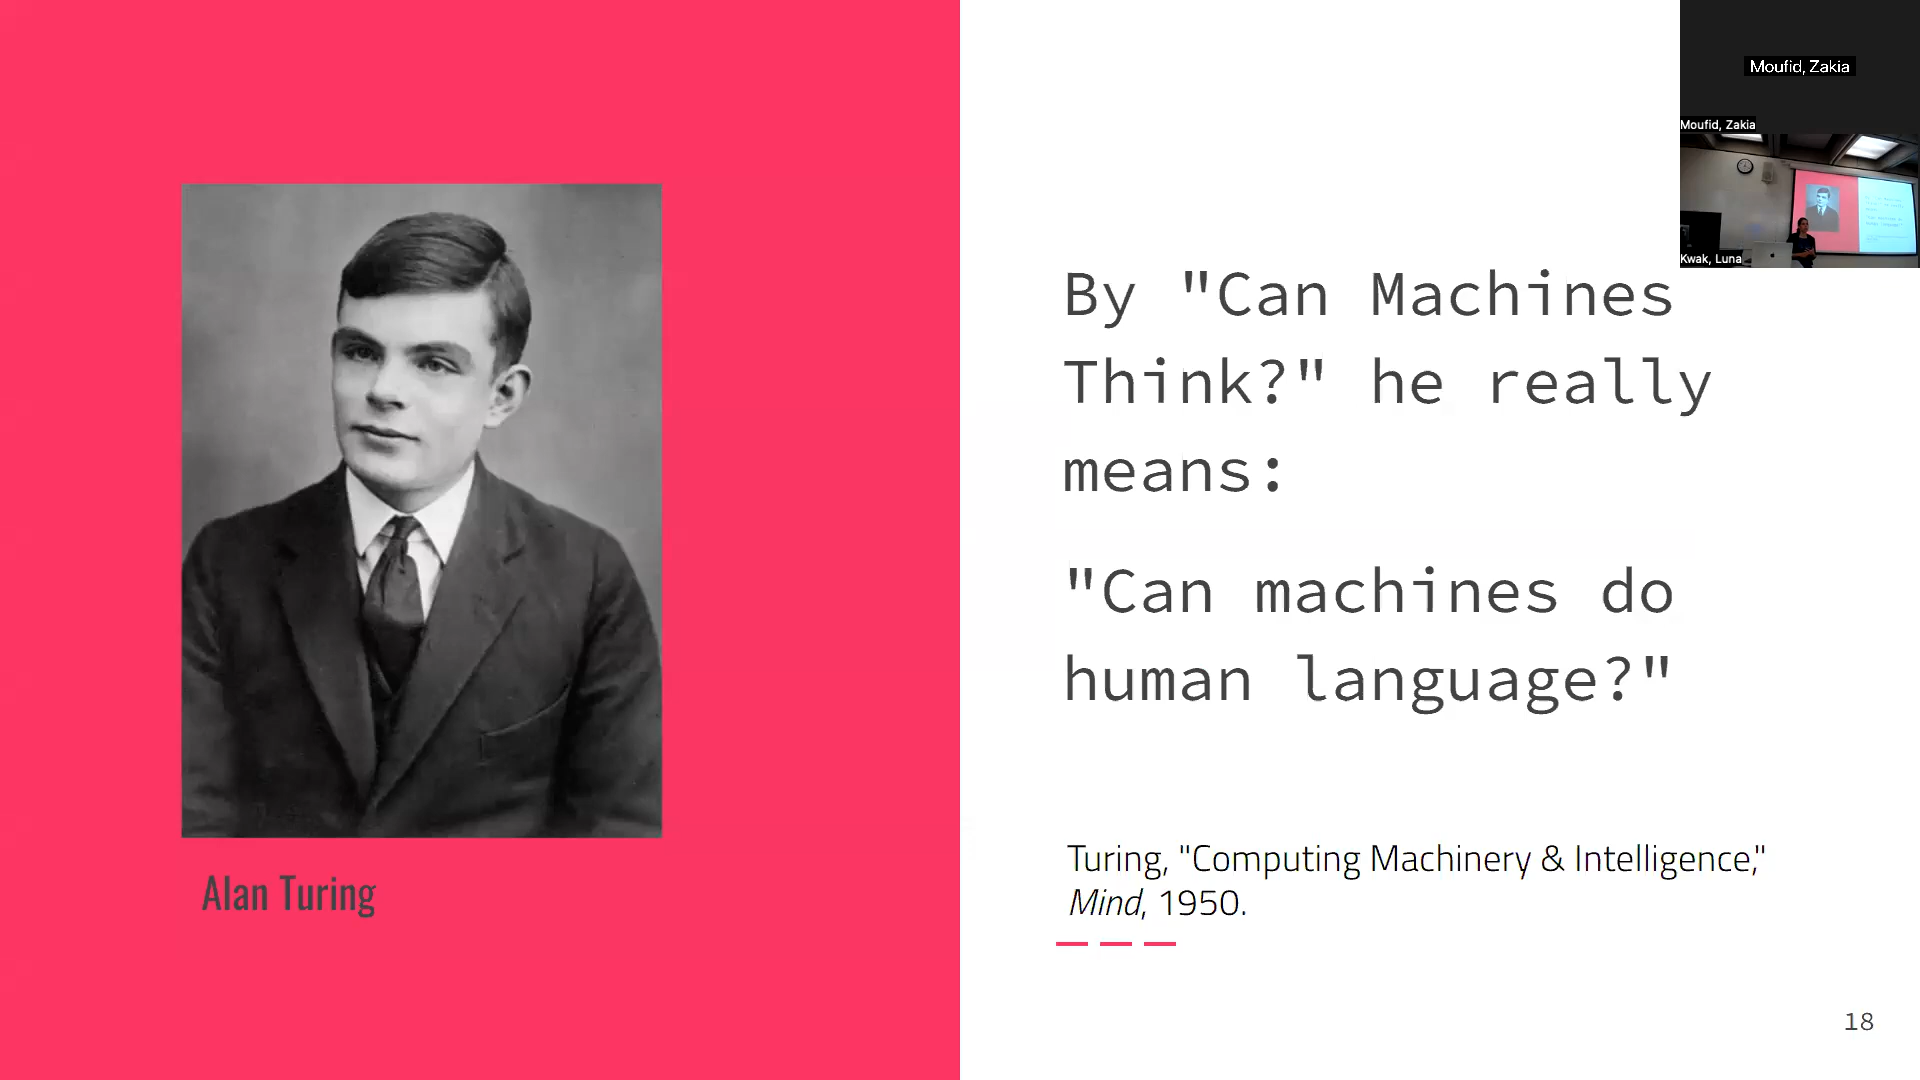 Moufid, Zakia
Moufid, Zakia
Kwak, Luna
By "Can Machines
Think?" he really
means:
"Can machines do
human language?"
Turing, "Computing Machinery & Intelligence,"
Mind, 1950.
Alan Turing
18